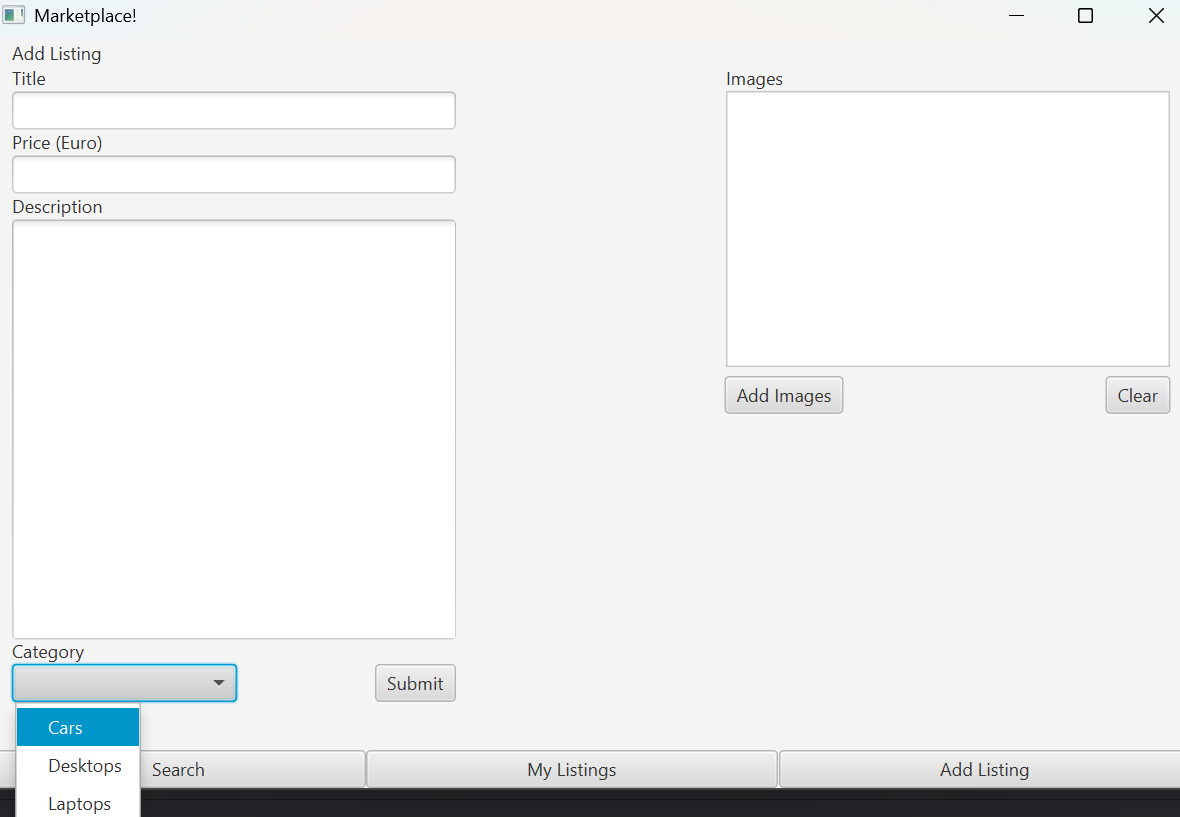 Marketplace!
Add Listing
Title
Images
Price (Euro)
Description
Add Images
Clear
Category
Submit
Cars
Desktops
Laptops
Search
My Listings
Add Listing